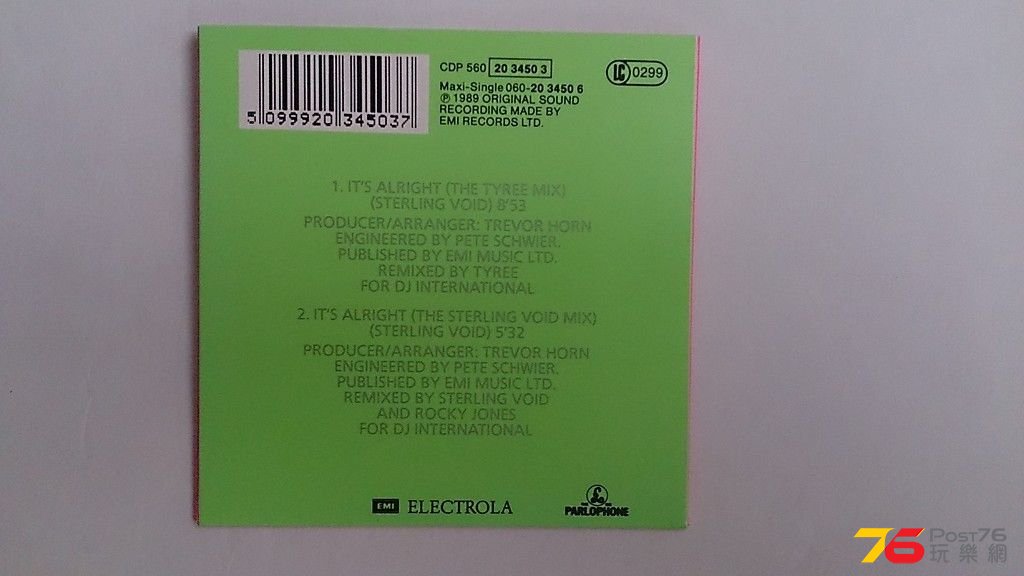 5 099920 345037
CDP 560 20 3450 3
Maxi-Single 060-20 3450 6
℗ 1989 ORIGINAL SOUND
RECORDING MADE BY
EMI RECORDS LTD.
LC 0299
1. IT'S ALRIGHT (THE TYREE MIX)
(STERLING VOID) 8'53
PRODUCER/ARRANGER: TREVOR HORN
ENGINEERED BY PETE SCHWIER.
PUBLISHED BY EMI MUSIC LTD.
REMIXED BY TYREE
FOR DJ INTERNATIONAL
2. IT'S ALRIGHT (THE STERLING VOID MIX)
(STERLING VOID) 5'32
PRODUCER/ARRANGER: TREVOR HORN
ENGINEERED BY PETE SCHWIER.
PUBLISHED BY EMI MUSIC LTD.
REMIXED BY STERLING VOID
AND ROCKY JONES
FOR DJ INTERNATIONAL
EMI ELECTROLA
PARLOPHONE
76 Post76
玩樂網